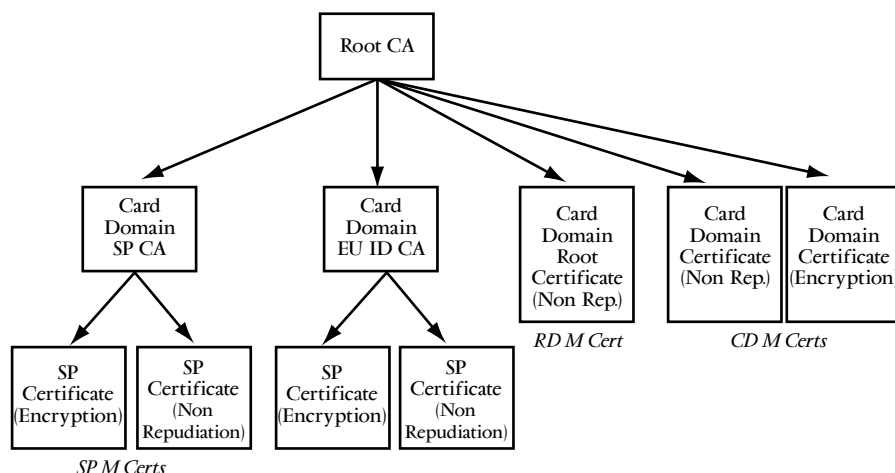 Root CA
Card
Domain
SP CA
Card
Domain
EU ID CA
Card
Domain
Root
Certificate
(Non Rep.)
Card
Domain
Certificate
(Non Rep.)
Card
Domain
Certificate
(Encryption)
RD M Cert
CD M Certs
SP
Certificate
(Encryption)
SP
Certificate
(Non
Repudiation)
SP
Certificate
(Encryption)
SP
Certificate
(Non
Repudiation)
SP M Certs